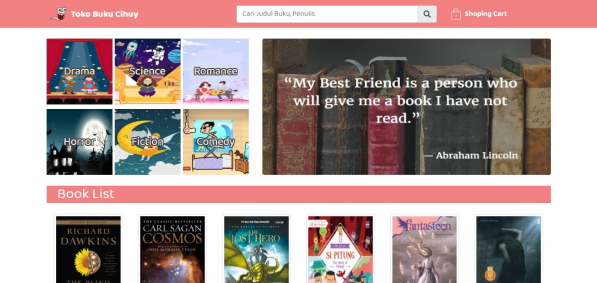 Toko Buku Cihuy
Cari Judul Buku, Penulis
Shoping Cart
Drama
Science
Romance
Horror
Fiction
Comedy
“My Best Friend is a person who
will give me a book I have not
read.”
— Abraham Lincoln
Book List
RICHARD
DAWKINS
THE BLIND
THE CLASSIC BESTSELLER
CARL SAGAN
COSMOS
THE
LOST HERO
SI PITUNG
fantasteen